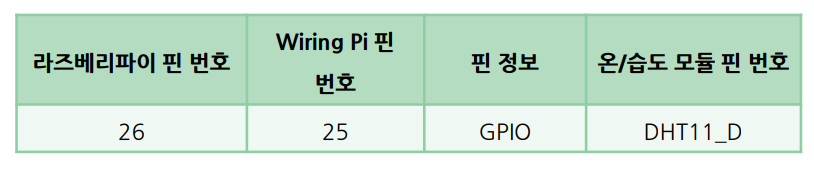 라즈베리파이 핀 번호
Wiring Pi 핀
번호
핀 정보
온/습도 모듈 핀 번호
26
25
GPIO
DHT11_D